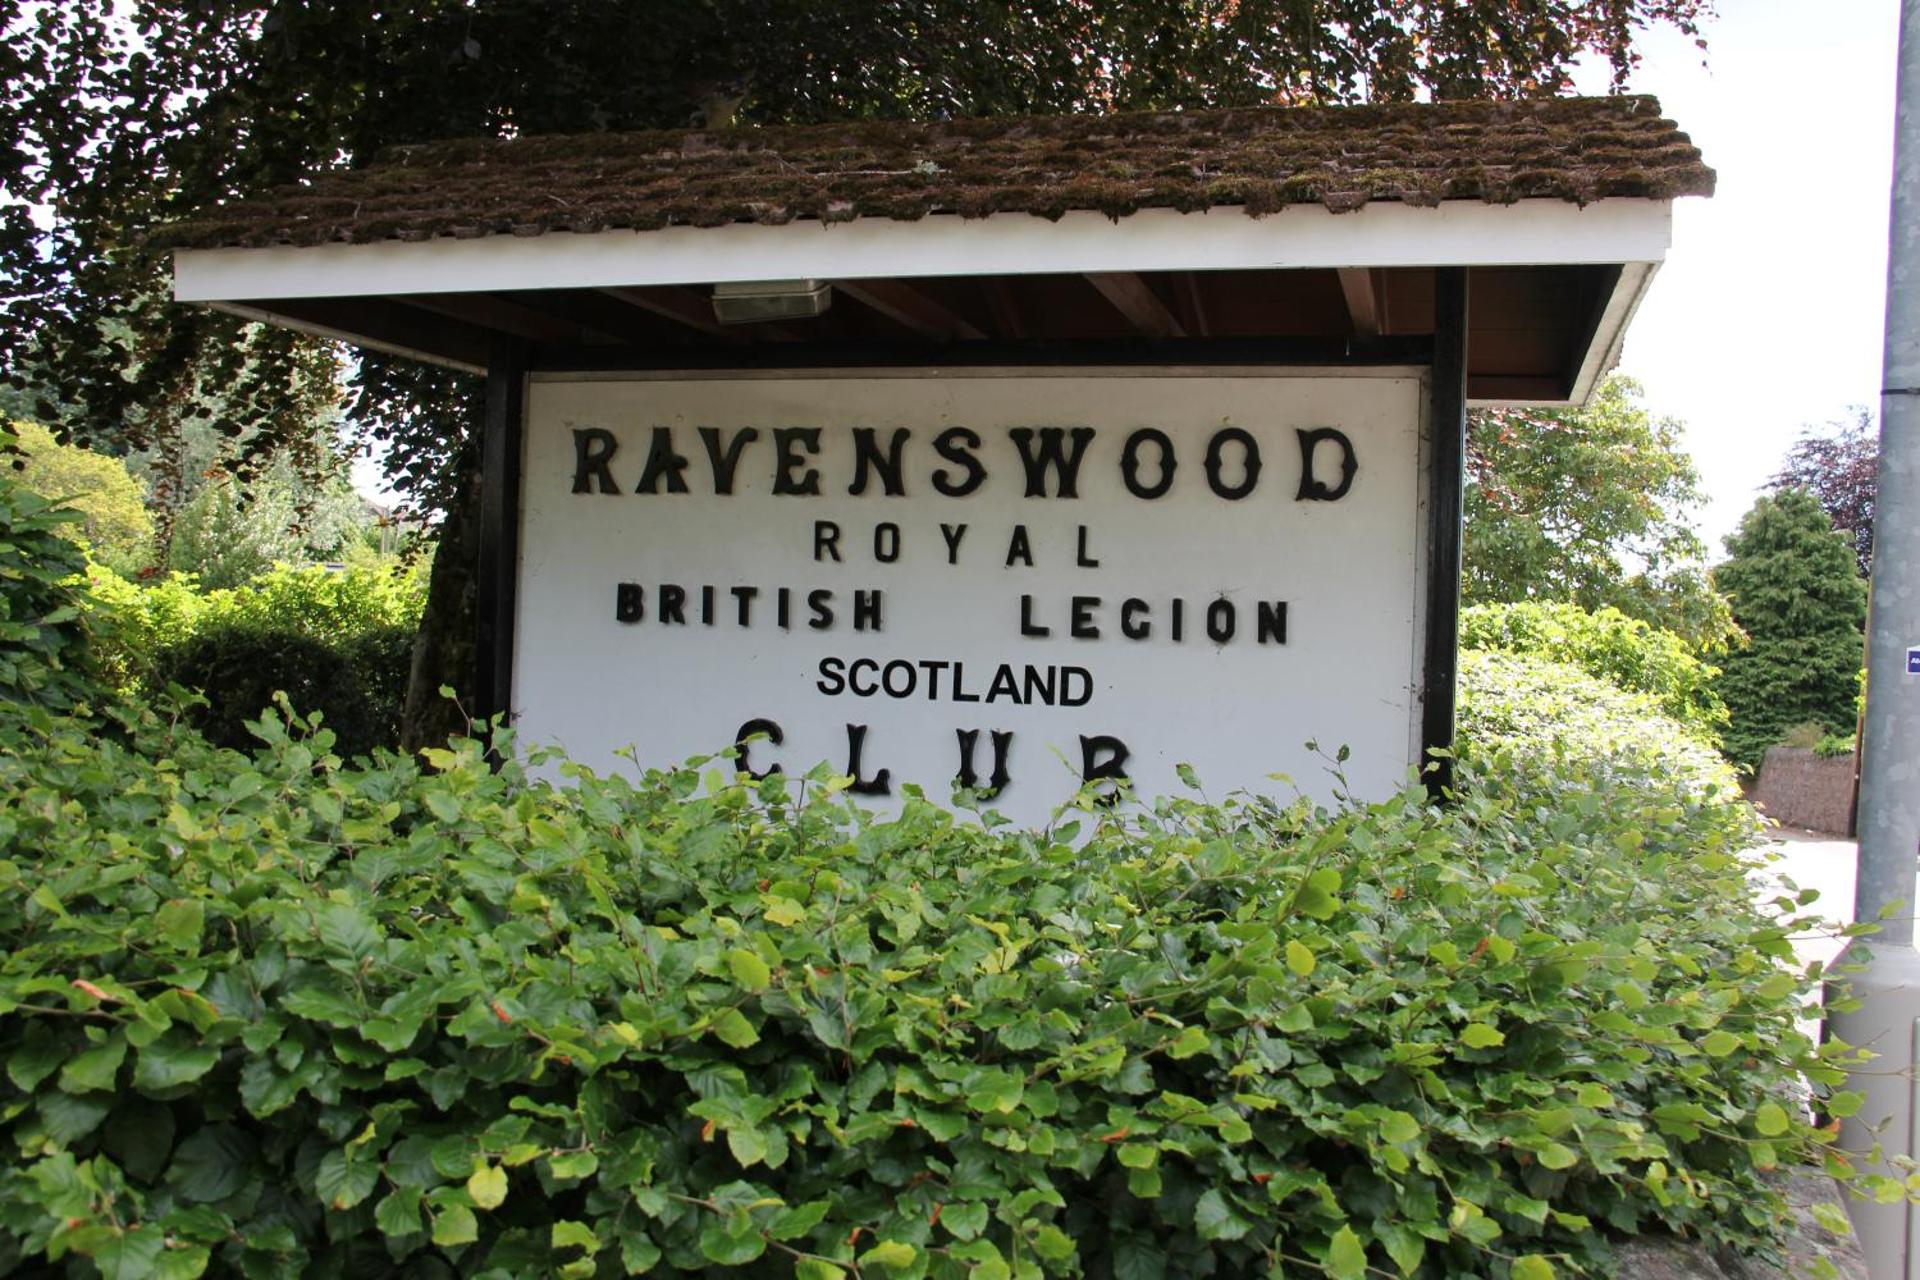 RAVENSWOOD
ROYAL
BRITISH LEGION
SCOTLAND
CLUB